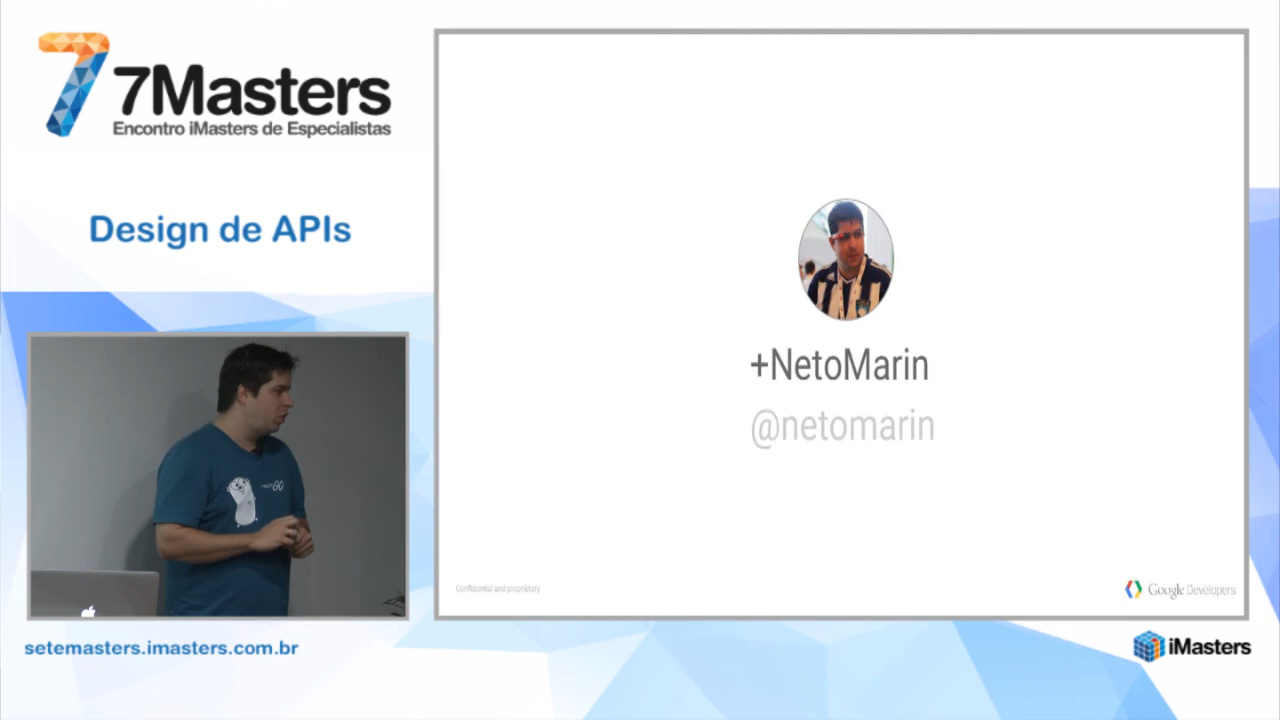 7Masters
Encontro iMasters de Especialistas
Design de APIs
GO
setemasters.imasters.com.br
+NetoMarin
@netomarin
Confidential and proprietary
Google Developers
iMasters